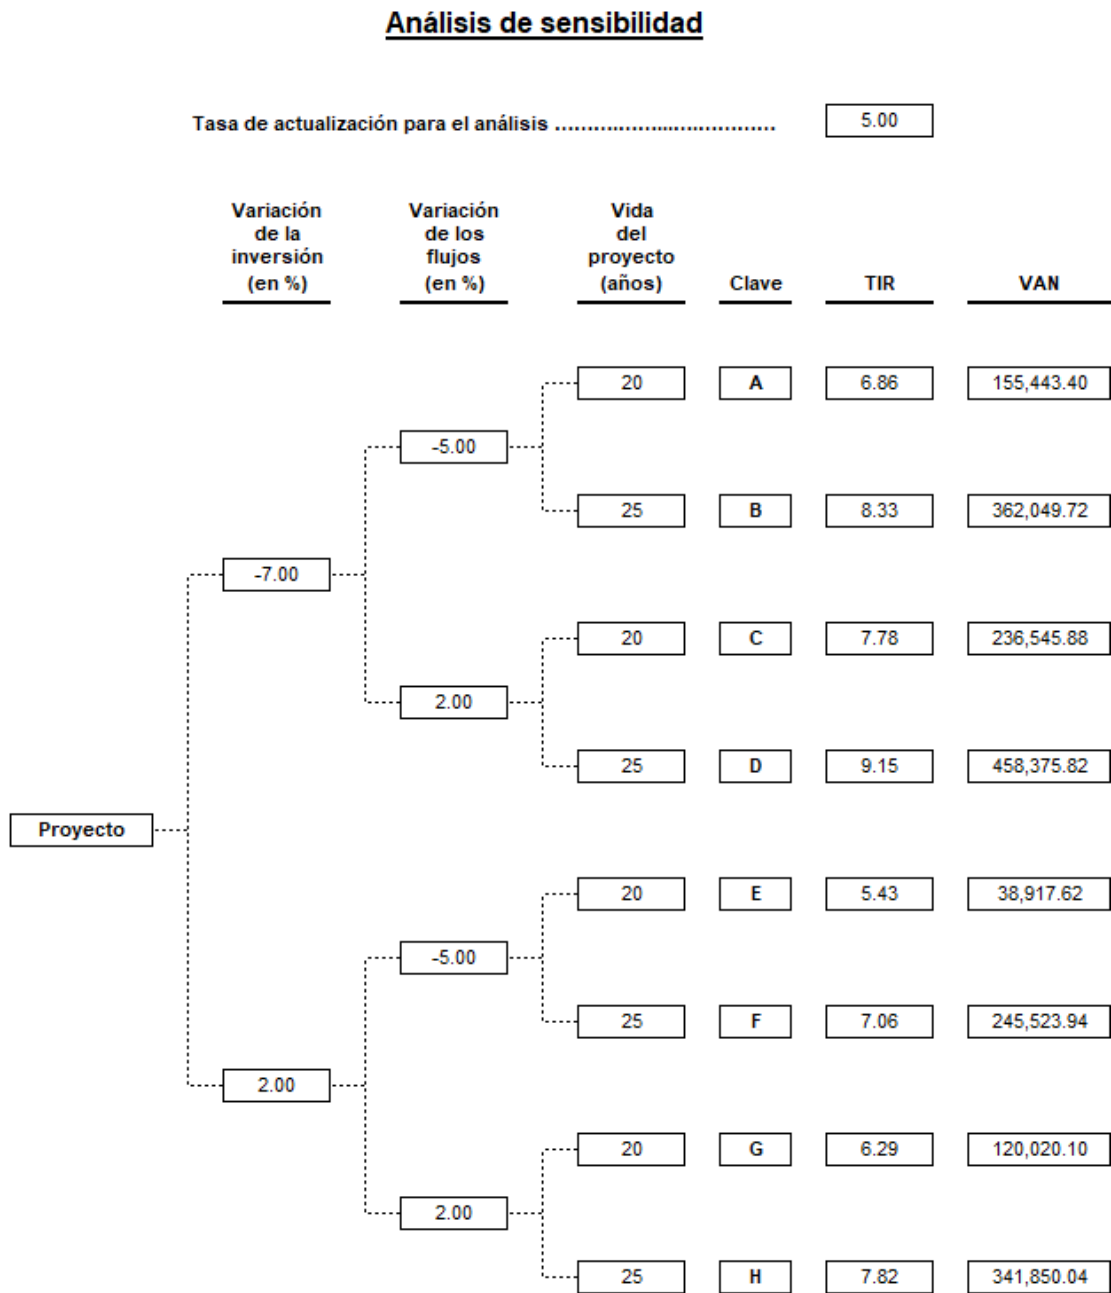 Análisis de sensibilidad
Tasa de actualización para el análisis ................................ 5.00
Variación de la inversión (en %)
Variación de los flujos (en %)
Vida del proyecto (años)
Clave
TIR
VAN
20 A 6.86 155,443.40
-5.00
25 B 8.33 362,049.72
-7.00
20 C 7.78 236,545.88
2.00
25 D 9.15 458,375.82
Proyecto
20 E 5.43 38,917.62
-5.00
25 F 7.06 245,523.94
2.00
20 G 6.29 120,020.10
2.00
25 H 7.82 341,850.04